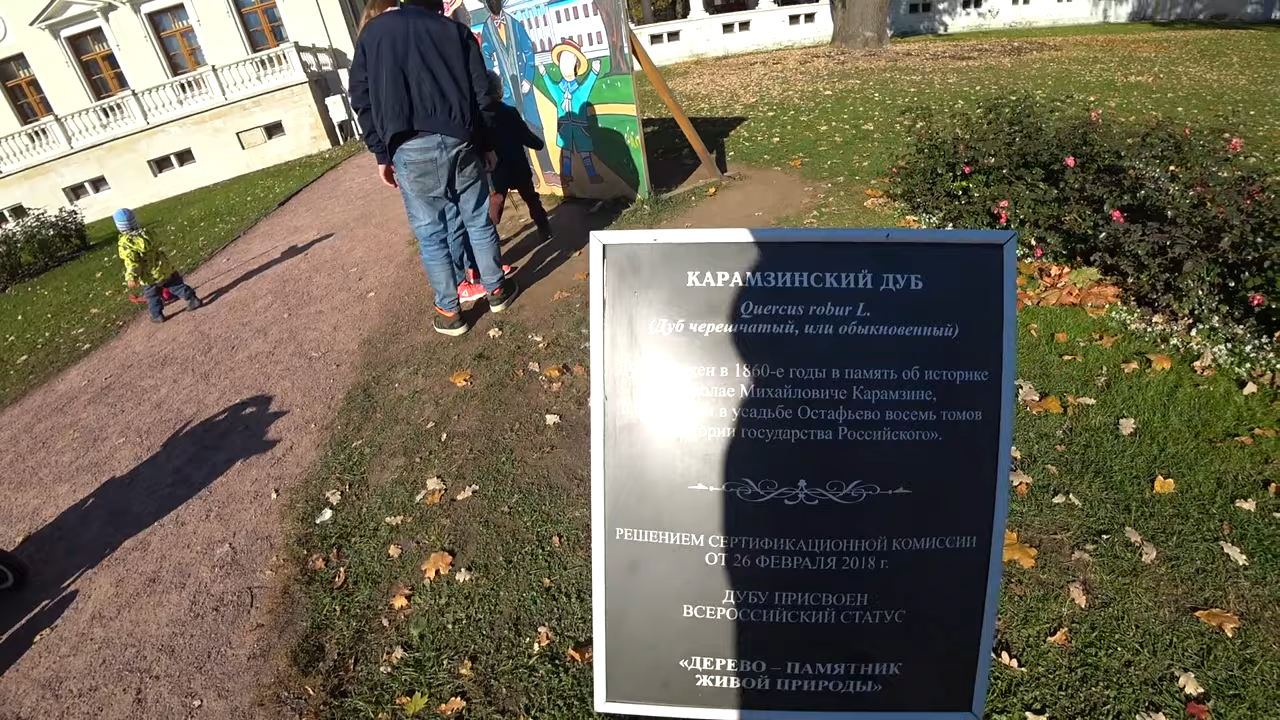 КАРАМЗИНСКИЙ ДУБ
Quercus robur L.
(Дуб черешчатый, или обыкновенный)
в 1860-е годы в память об историке
Михайловиче Карамзине,
в усадьбе Остафьево восемь томов
государства Российского».
РЕШЕНИЕМ СЕРТИФИКАЦИОННОЙ КОМИССИИ
ОТ 26 ФЕВРАЛЯ 2018 г.
ДУБУ ПРИСВОЕН
ВСЕРОССИЙСКИЙ СТАТУС
«ДЕРЕВО – ПАМЯТНИК
ЖИВОЙ ПРИРОДЫ»